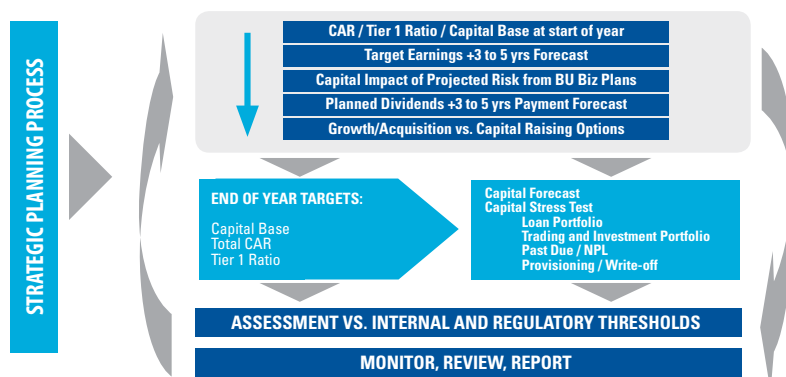 STRATEGIC PLANNING PROCESS
CAR / Tier 1 Ratio / Capital Base at start of year
Target Earnings +3 to 5 yrs Forecast
Capital Impact of Projected Risk from BU Biz Plans
Planned Dividends +3 to 5 yrs Payment Forecast
Growth/Acquisition vs. Capital Raising Options
END OF YEAR TARGETS:
Capital Base
Total CAR
Tier 1 Ratio
Capital Forecast
Capital Stress Test
Loan Portfolio
Trading and Investment Portfolio
Past Due / NPL
Provisioning / Write-off
ASSESSMENT VS. INTERNAL AND REGULATORY THRESHOLDS
MONITOR, REVIEW, REPORT